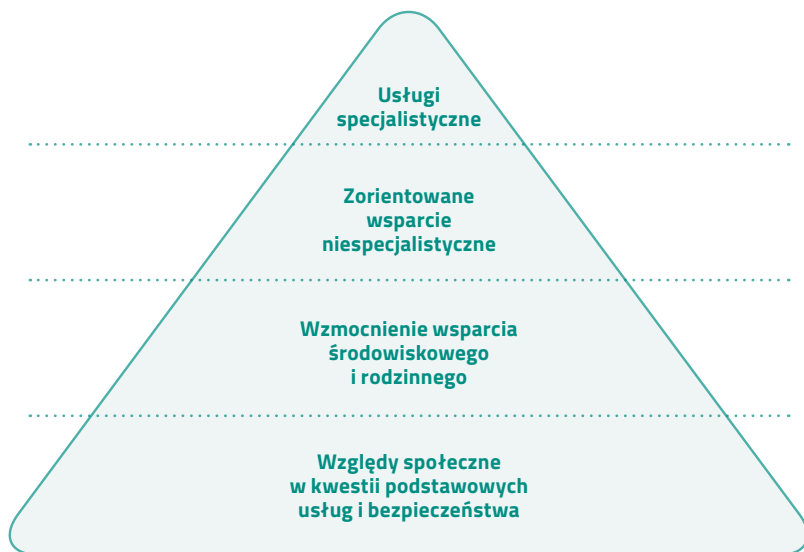 Usługi
specjalistyczne
Zorientowane
wsparcie
niespecjalistyczne
Wzmocnienie wsparcia
środowiskowego
i rodzinnego
Względy społeczne
w kwestii podstawowych
usług i bezpieczeństwa